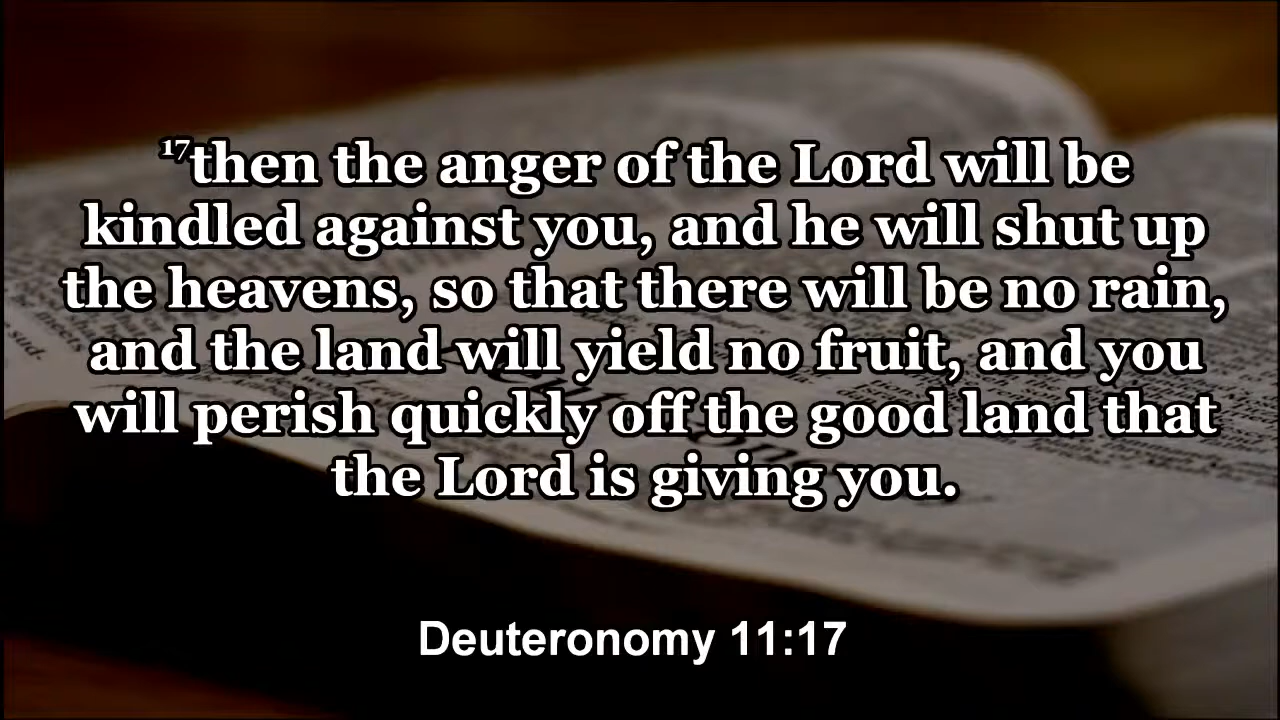 ¹⁷then the anger of the Lord will be
kindled against you, and he will shut up
the heavens, so that there will be no rain,
and the land will yield no fruit, and you
will perish quickly off the good land that
the Lord is giving you.
Deuteronomy 11:17